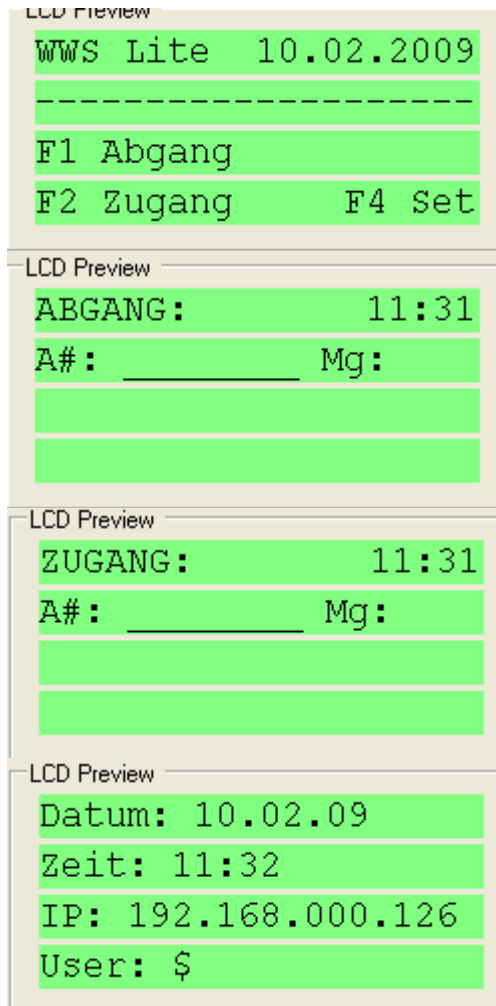 LCD Preview
WWS Lite 10.02.2009
--------------------
F1 Abgang
F2 Zugang F4 Set
LCD Preview
ABGANG: 11:31
A#: ________ Mg:
LCD Preview
ZUGANG: 11:31
A#: ________ Mg:
LCD Preview
Datum: 10.02.09
Zeit: 11:32
IP: 192.168.000.126
User: $